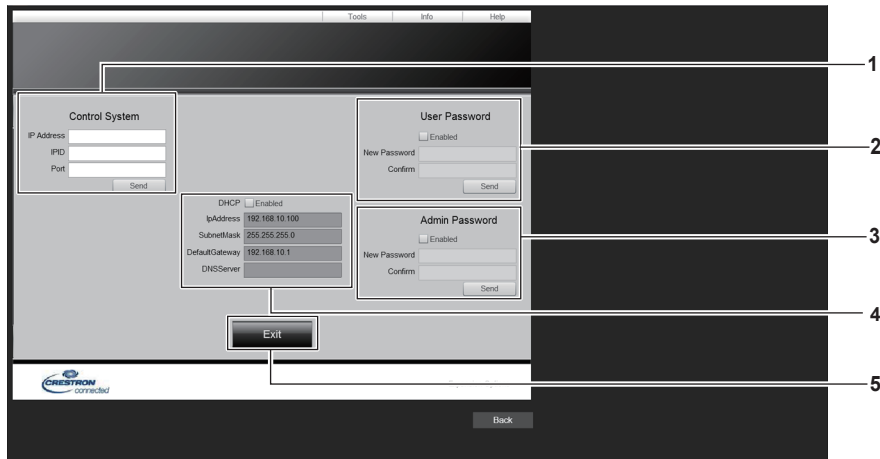 Tools Info Help
1
Control System
IP Address
IPID
Port
Send
User Password
Enabled
New Password
Confirm
Send
2
DHCP Enabled
IpAddress 192.168.10.100
SubnetMask 255.255.255.0
DefaultGateway 192.168.10.1
DNSServer
Admin Password
Enabled
New Password
Confirm
Send
3
4
Exit
5
CRESTRON
connected
Back